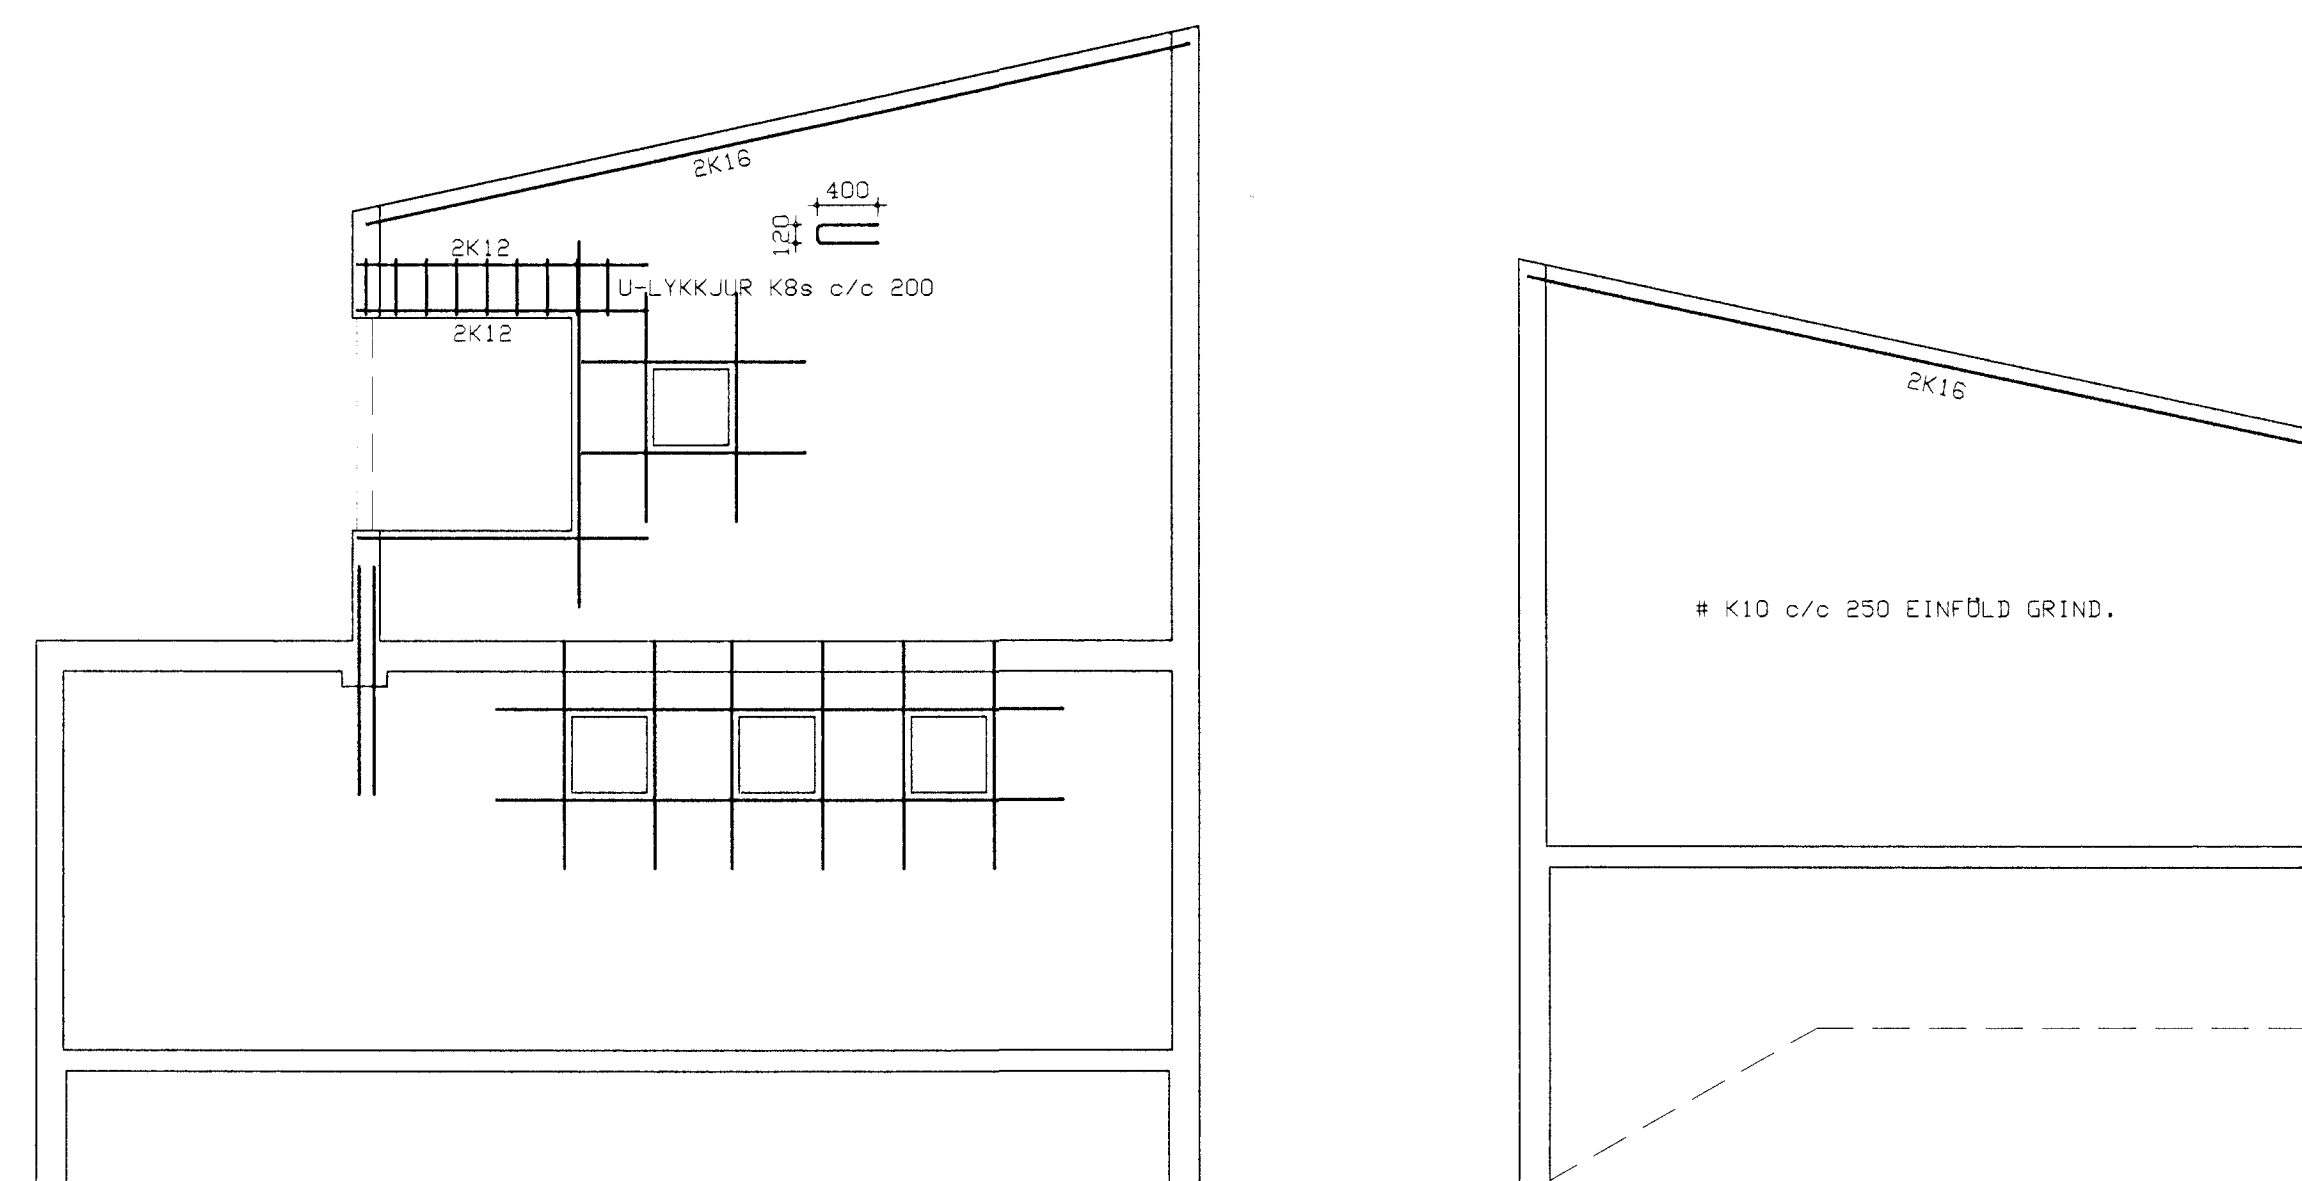 2K16
400
120
2K12
U-LYKKJUR K8s c/c 200
2K12
2K16
# K10 c/c 250 EINFÖLD GRIND.